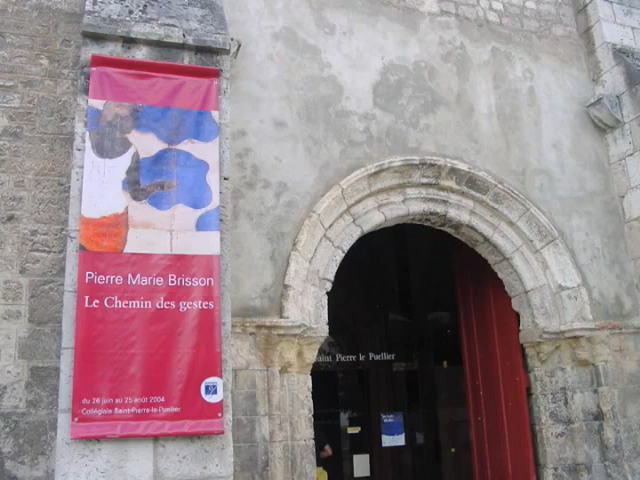 Pierre Marie Brisson
Le Chemin des gestes
du 26 juin au 25 août 2004
Collégiale Saint-Pierre-le-Puellier
Saint Pierre le Puellier